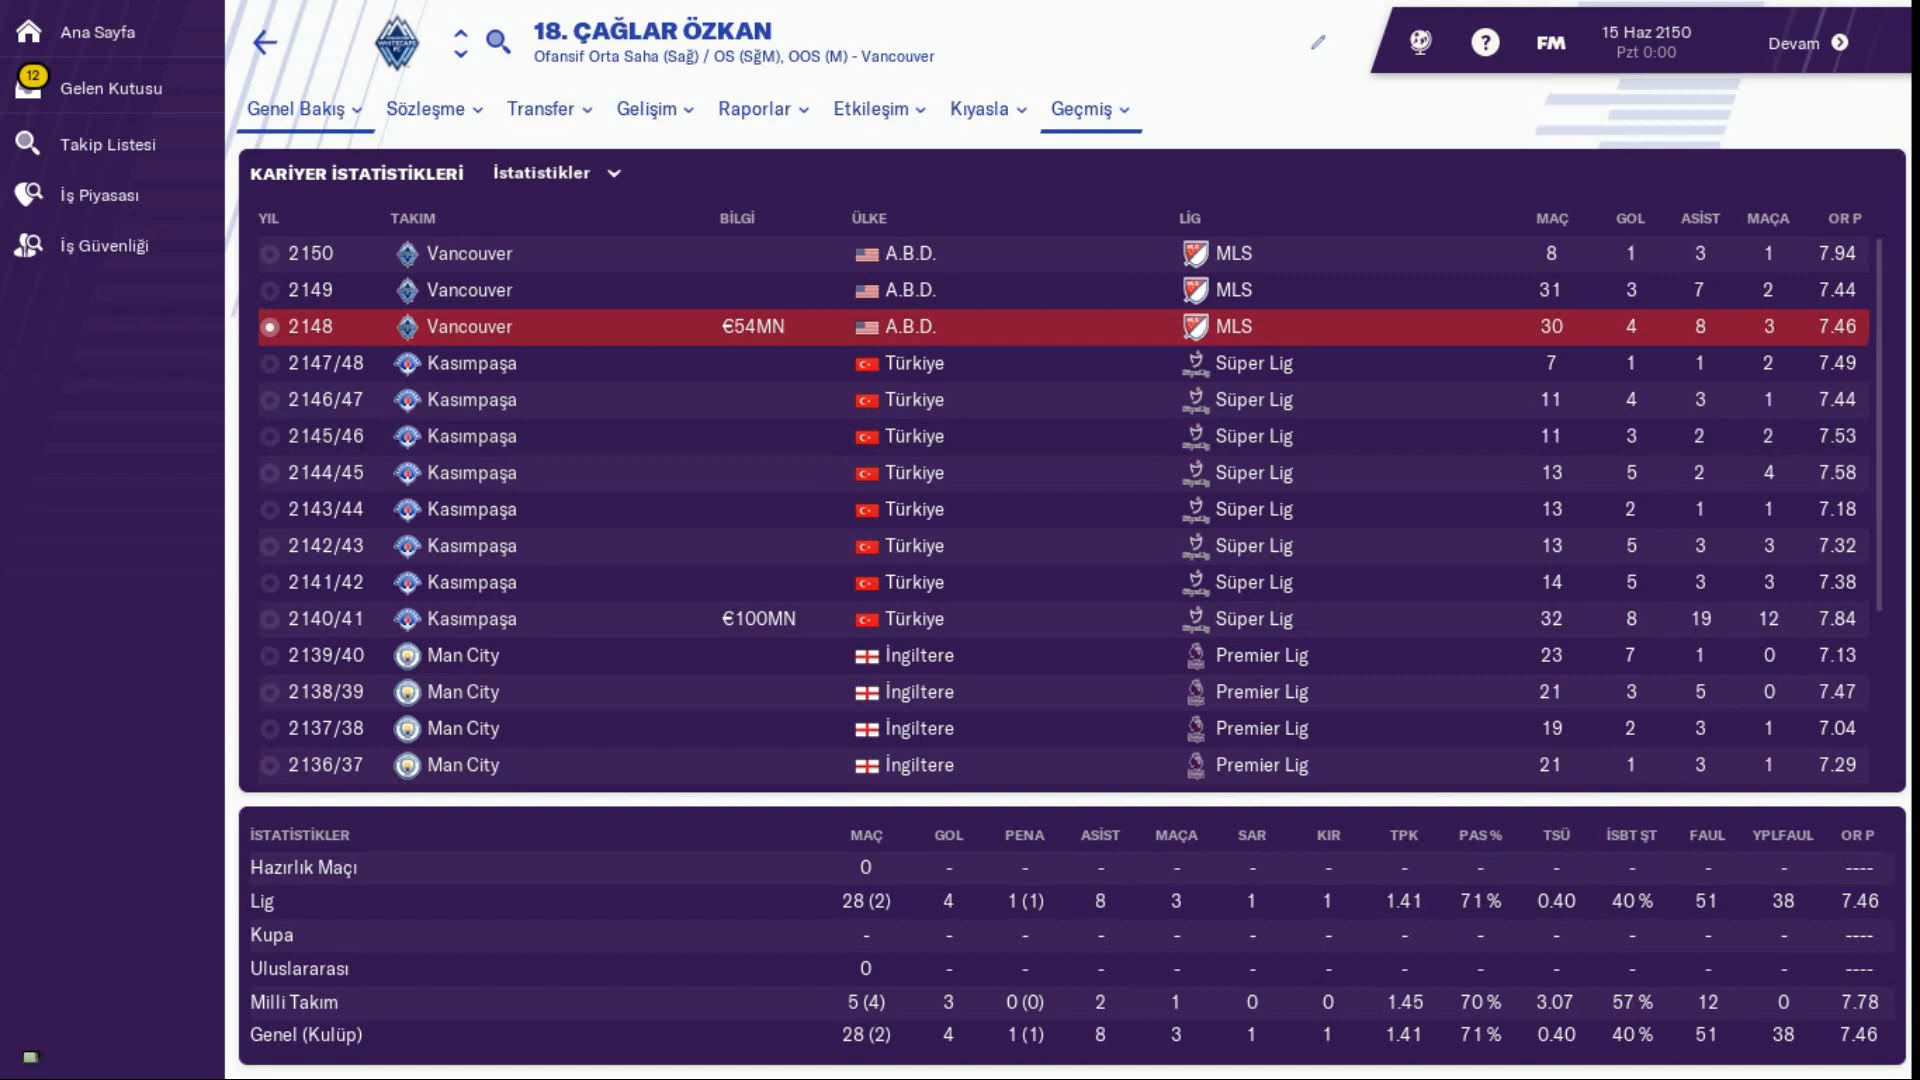 Ana Sayfa
12
Gelen Kutusu
Takip Listesi
İş Piyasası
İş Güvenliği
18. ÇAĞLAR ÖZKAN
Ofansif Orta Saha (Sağ) / OS (SğM), OOS (M) - Vancouver
? FM 15 Haz 2150 Devam
Pzt 0:00
Genel Bakış Sözleşme Transfer Gelişim Raporlar Etkileşim Kıyasla Geçmiş
KARİYER İSTATİSTİKLERİ İstatistikler
YIL TAKIM BİLGİ ÜLKE LİG MAÇ GOL ASİST MAÇA OR P
2150 Vancouver A.B.D. MLS 8 1 3 1 7.94
2149 Vancouver A.B.D. MLS 31 3 7 2 7.44
2148 Vancouver €54MN A.B.D. MLS 30 4 8 3 7.46
2147/48 Kasımpaşa Türkiye Süper Lig 7 1 1 2 7.49
2146/47 Kasımpaşa Türkiye Süper Lig 11 4 3 1 7.44
2145/46 Kasımpaşa Türkiye Süper Lig 11 3 2 2 7.53
2144/45 Kasımpaşa Türkiye Süper Lig 13 5 2 4 7.58
2143/44 Kasımpaşa Türkiye Süper Lig 13 2 1 1 7.18
2142/43 Kasımpaşa Türkiye Süper Lig 13 5 3 3 7.32
2141/42 Kasımpaşa Türkiye Süper Lig 14 5 3 3 7.38
2140/41 Kasımpaşa €100MN Türkiye Süper Lig 32 8 19 12 7.84
2139/40 Man City İngiltere Premier Lig 23 7 1 0 7.13
2138/39 Man City İngiltere Premier Lig 21 3 5 0 7.47
2137/38 Man City İngiltere Premier Lig 19 2 3 1 7.04
2136/37 Man City İngiltere Premier Lig 21 1 3 1 7.29
İSTATİSTİKLER MAÇ GOL PENA ASİST MAÇA SAR KIR TPK PAS % TSÜ İSBT ŞT FAUL YPLFAUL OR P
Hazırlık Maçı 0 - - - - - - - - - - - - ----
Lig 28 (2) 4 1 (1) 8 3 1 1 1.41 71 % 0.40 40 % 51 38 7.46
Kupa - - - - - - - - - - - - - ----
Uluslararası 0 - - - - - - - - - - - - ----
Milli Takım 5 (4) 3 0 (0) 2 1 0 0 1.45 70 % 3.07 57 % 12 0 7.78
Genel (Kulüp) 28 (2) 4 1 (1) 8 3 1 1 1.41 71 % 0.40 40 % 51 38 7.46